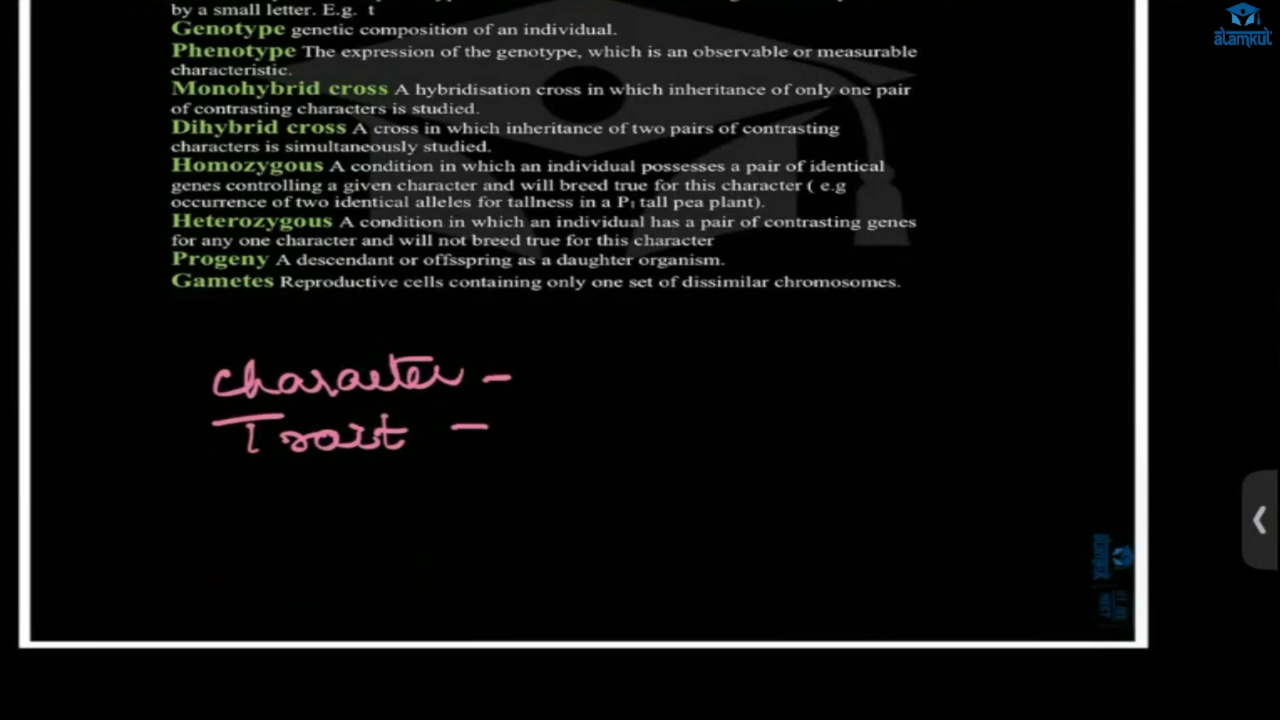 by a small letter. E.g. t
Genotype genetic composition of an individual.
Phenotype The expression of the genotype, which is an observable or measurable
characteristic.
Monohybrid cross A hybridisation cross in which inheritance of only one pair
of contrasting characters is studied.
Dihybrid cross A cross in which inheritance of two pairs of contrasting
characters is simultaneously studied.
Homozygous A condition in which an individual possesses a pair of identical
genes controlling a given character and will breed true for this character ( e.g
occurrence of two identical alleles for tallness in a P₁ tall pea plant).
Heterozygous A condition in which an individual has a pair of contrasting genes
for any one character and will not breed true for this character
Progeny A descendant or offsspring as a daughter organism.
Gametes Reproductive cells containing only one set of dissimilar chromosomes.
character -
Trait -
alamkul
alamkul